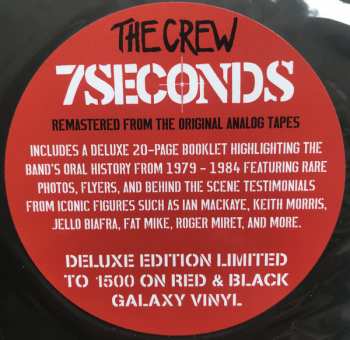 THE CREW
7SECONDS
REMASTERED FROM THE ORIGINAL ANALOG TAPES
INCLUDES A DELUXE 20-PAGE BOOKLET HIGHLIGHTING THE
BAND'S ORAL HISTORY FROM 1979 - 1984 FEATURING RARE
PHOTOS, FLYERS, AND BEHIND THE SCENE TESTIMONIALS
FROM ICONIC FIGURES SUCH AS IAN MACKAYE, KEITH MORRIS,
JELLO BIAFRA, FAT MIKE, ROGER MIRET, AND MORE.
DELUXE EDITION LIMITED
TO 1500 ON RED & BLACK
GALAXY VINYL